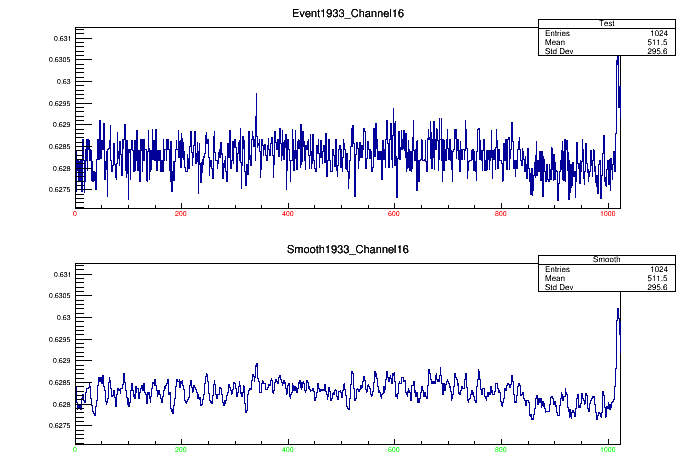 Event1933_Channel16
Test
Entries 1024
Mean 511.5
Std Dev 295.6
0.631
0.6305
0.63
0.6295
0.629
0.6285
0.628
0.6275
0 200 400 600 800 1000
Smooth1933_Channel16
Smooth
Entries 1024
Mean 511.5
Std Dev 295.6
0.631
0.6305
0.63
0.6295
0.629
0.6285
0.628
0.6275
0 200 400 600 800 1000